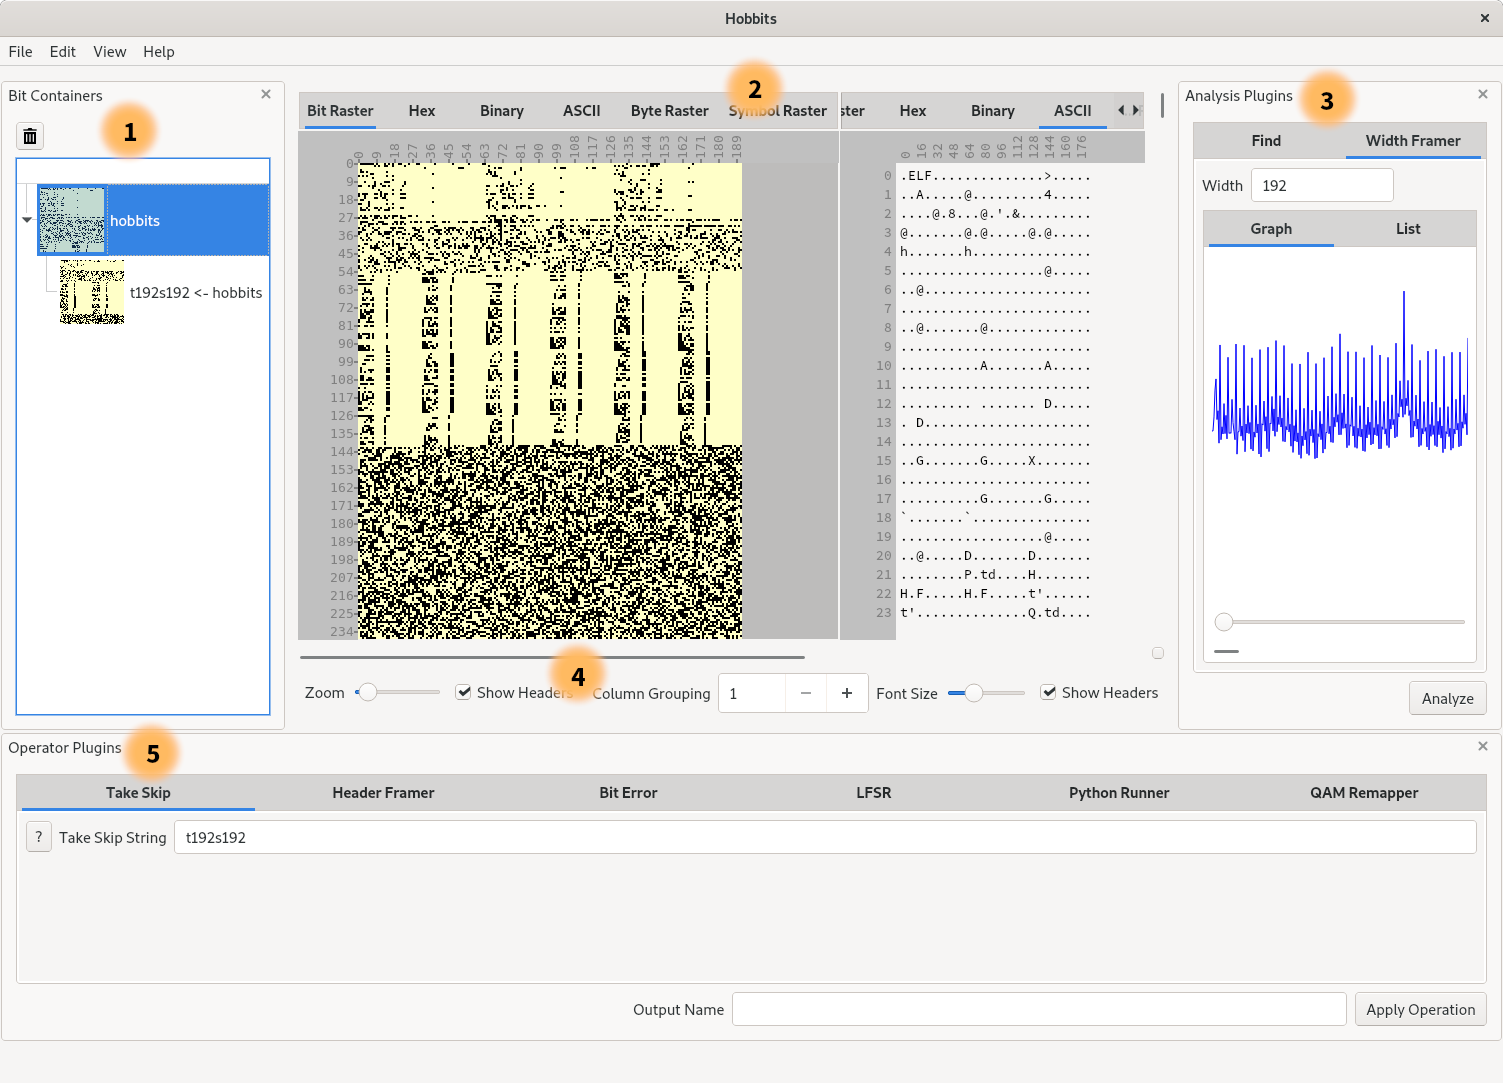 Hobbits
File Edit View Help
Bit Containers
1
hobbits
t192s192 <- hobbits
2
Bit Raster Hex Binary ASCII Byte Raster Symbol Raster
0 9 18 27 36 45 54 63 72 81 90 99 108 117 126 135 144 153 162 171 180 189
0
9
18
27
36
45
54
63
72
81
90
99
108
117
126
135
144
153
162
171
180
189
198
207
216
225
234
ster Hex Binary ASCII
0 16 32 48 64 80 96 112 128 144 160 176
0 .ELF..............>.....
1 ..A.....@.........4.....
2 ....@.8...@.'.&.........
3 @.......@.@.....@.@.....
4 h.......h...............
5 ..................@.....
6 ..@.....................
7 ........................
8 ..@.......@.............
9 ........................
10 ..........A.......A.....
11 ........................
12 ......... ....... D.....
13 . D.....................
14 ........................
15 ..G.......G.....X.......
16 ........................
17 ..........G.......G.....
18 `.......`...............
19 ..................@.....
20 ..@.....D.......D.......
21 ........P.td....H.......
22 H.F.....H.F.....t'......
23 t'..............Q.td....
4
Zoom Show Headers Column Grouping 1 − + Font Size Show Headers
Analysis Plugins 3
Find Width Framer
Width 192
Graph List
Analyze
Operator Plugins 5
Take Skip Header Framer Bit Error LFSR Python Runner QAM Remapper
? Take Skip String t192s192
Output Name Apply Operation